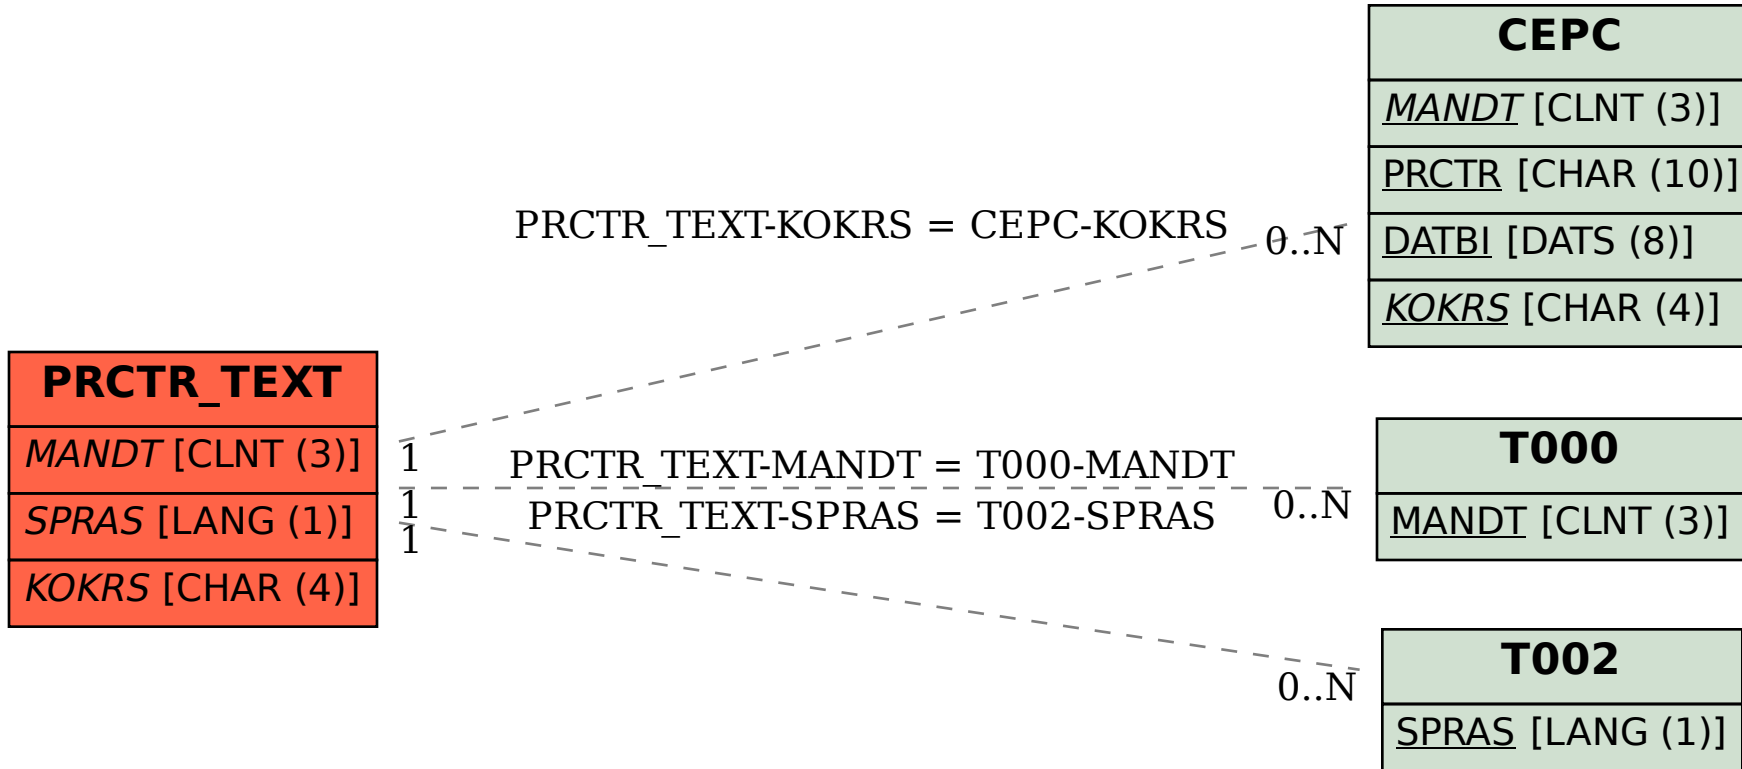 CEPC
MANDT [CLNT (3)]
PRCTR [CHAR (10)]
DATBI [DATS (8)]
KOKRS [CHAR (4)]
PRCTR_TEXT-KOKRS = CEPC-KOKRS
0..N
PRCTR_TEXT
MANDT [CLNT (3)]
SPRAS [LANG (1)]
KOKRS [CHAR (4)]
1
PRCTR_TEXT-MANDT = T000-MANDT
1
0..N
PRCTR_TEXT-SPRAS = T002-SPRAS
1
0..N
T000
MANDT [CLNT (3)]
T002
SPRAS [LANG (1)]